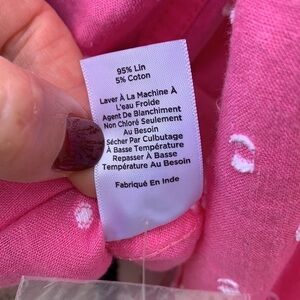 95% Lin
5% Coton
Laver À La Machine À
L'eau Froide
Agent De Blanchiment
Non Chloré Seulement
Au Besoin
Sécher Par Culbutage
À Basse Température
Repasser À Basse
Température Au Besoin
Fabriqué En Inde